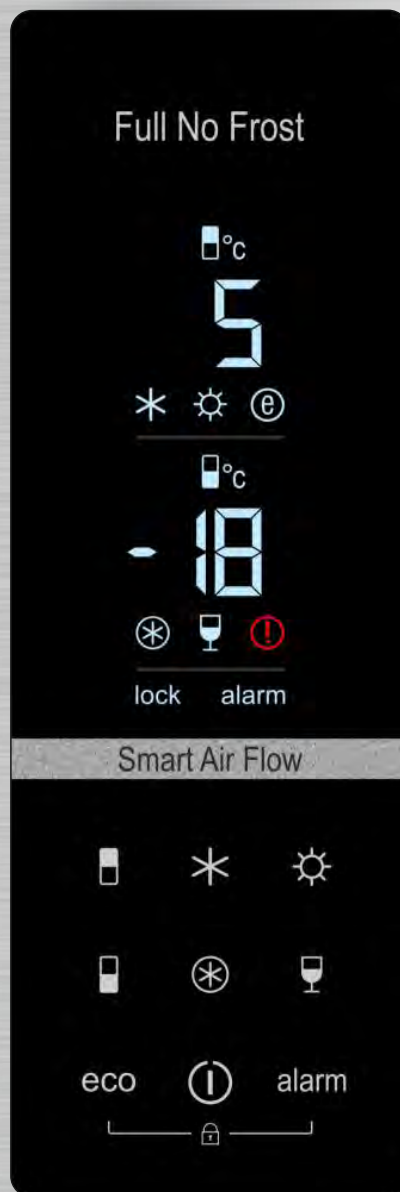 Full No Frost
°C
5
e
°C
-18
!
lock alarm
Smart Air Flow
eco alarm